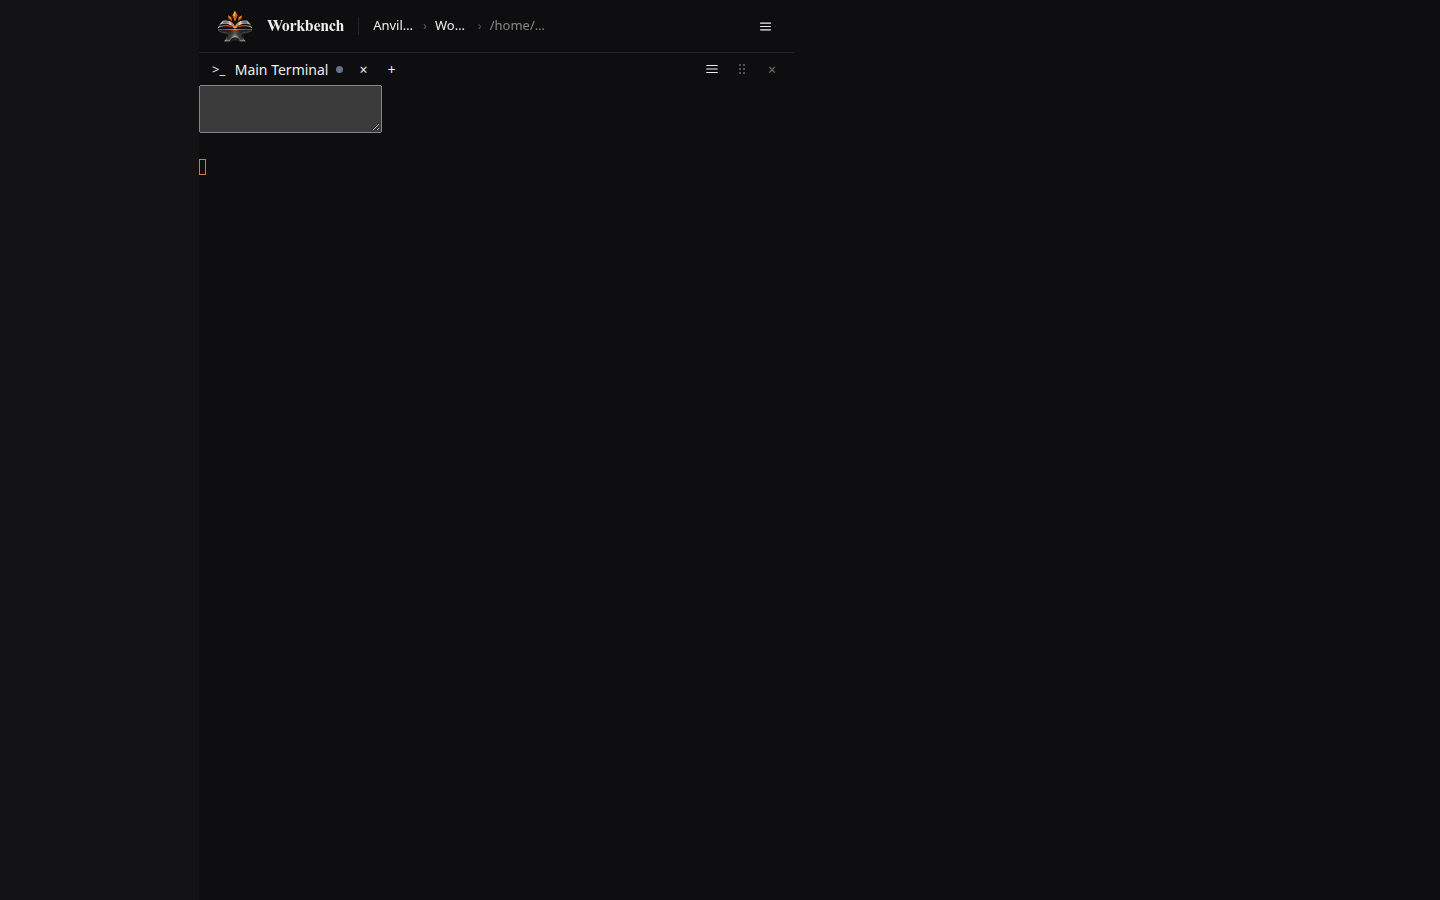 Workbench Anvil... › Wo... › /home/...
>_ Main Terminal × +